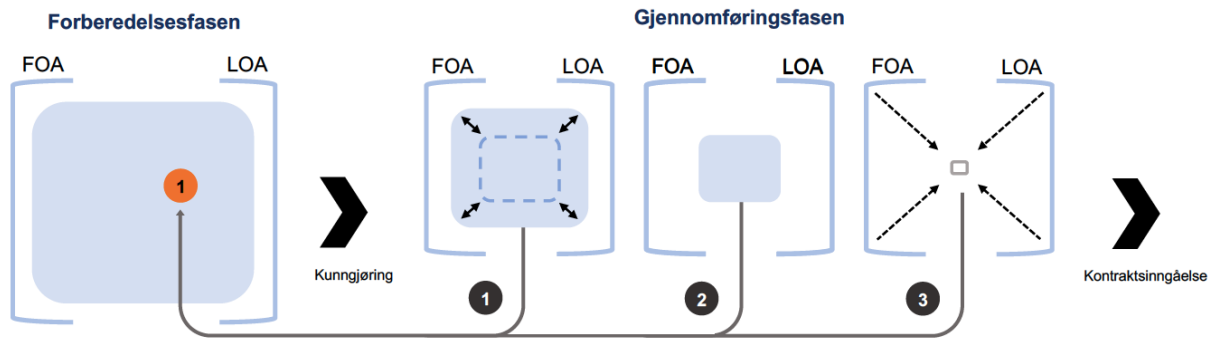 Forberedelsesfasen
Gjennomføringsfasen
FOA
LOA
FOA
LOA
FOA
LOA
FOA
LOA
1
Kunngjøring
Kontraktsinngåelse
1
2
3